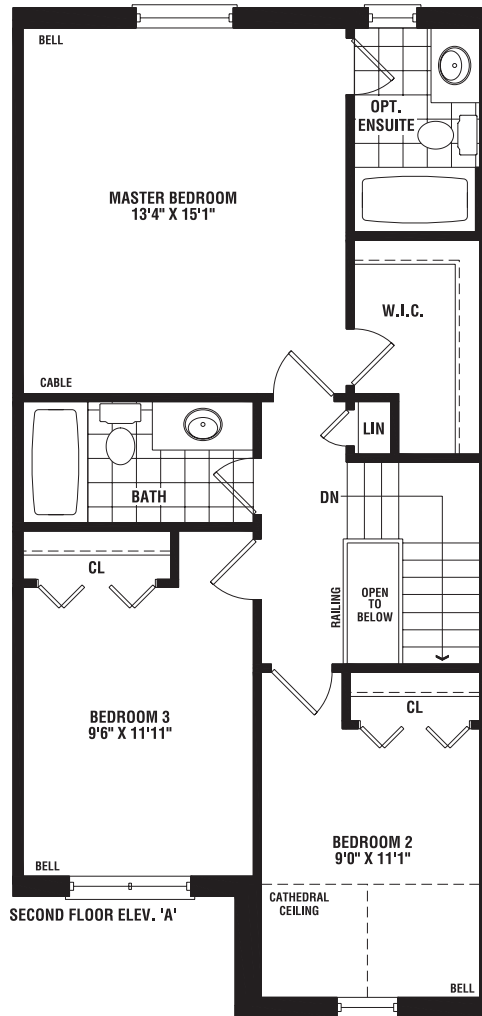 BELL
OPT.
ENSUITE
MASTER BEDROOM
13'4" X 15'1"
W.I.C.
CABLE
LIN
BATH
DN
CL
OPEN
TO
BELOW
RAILING
CL
BEDROOM 3
9'6" X 11'11"
BEDROOM 2
9'0" X 11'1"
BELL
CATHEDRAL
CEILING
SECOND FLOOR ELEV. 'A'
BELL